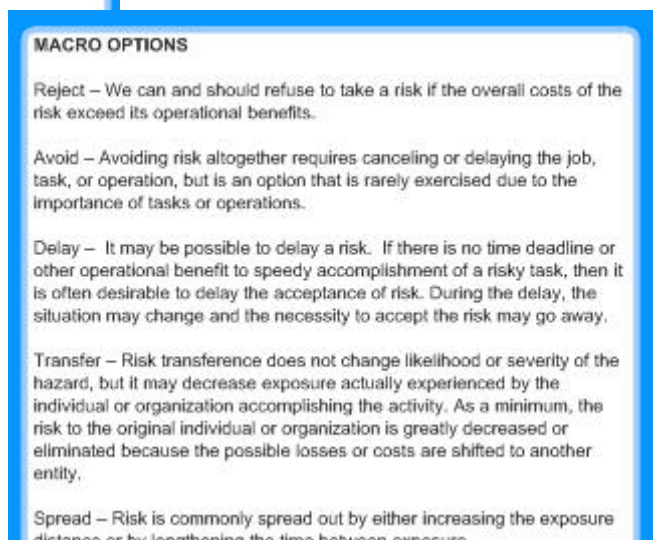 MACRO OPTIONS
Reject – We can and should refuse to take a risk if the overall costs of the
risk exceed its operational benefits.
Avoid – Avoiding risk altogether requires canceling or delaying the job,
task, or operation, but is an option that is rarely exercised due to the
importance of tasks or operations.
Delay – It may be possible to delay a risk. If there is no time deadline or
other operational benefit to speedy accomplishment of a risky task, then it
is often desirable to delay the acceptance of risk. During the delay, the
situation may change and the necessity to accept the risk may go away.
Transfer – Risk transference does not change likelihood or severity of the
hazard, but it may decrease exposure actually experienced by the
individual or organization accomplishing the activity. As a minimum, the
risk to the original individual or organization is greatly decreased or
eliminated because the possible losses or costs are shifted to another
entity.
Spread – Risk is commonly spread out by either increasing the exposure
distance or by lengthening the time between exposure